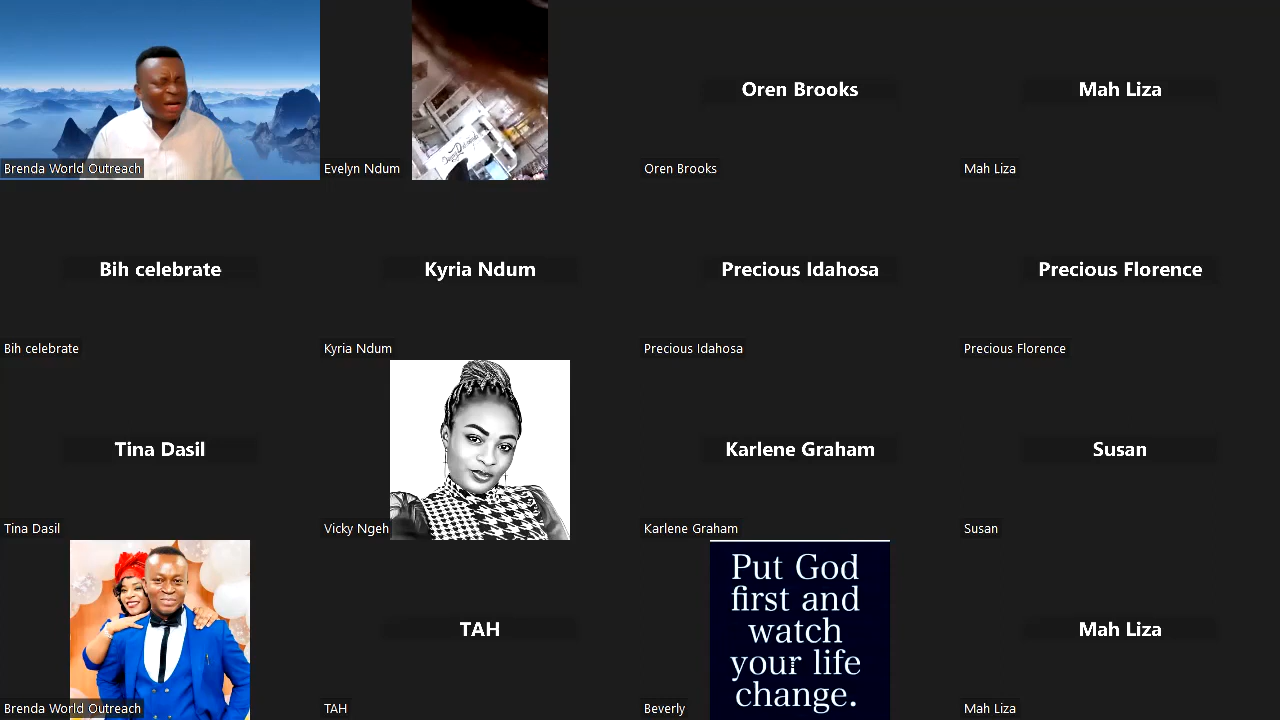 Brenda World Outreach
Evelyn Ndum
Oren Brooks
Oren Brooks
Mah Liza
Mah Liza
Bih celebrate
Bih celebrate
Kyria Ndum
Kyria Ndum
Precious Idahosa
Precious Idahosa
Precious Florence
Precious Florence
Tina Dasil
Tina Dasil
Vicky Ngeh
Karlene Graham
Karlene Graham
Susan
Susan
Brenda World Outreach
TAH
TAH
Put God
first and
watch
your life
change.
Beverly
Mah Liza
Mah Liza